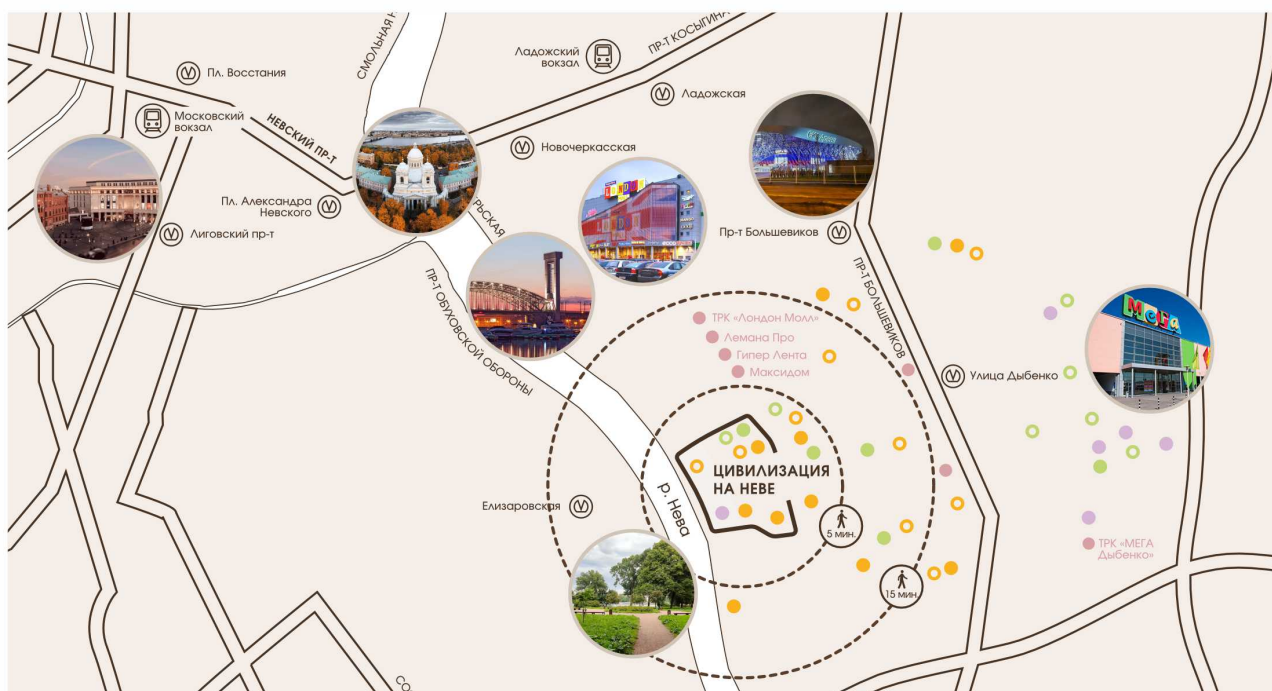 СМОЛЬНАЯ Н
Ладожский
вокзал
ПР-Т КОСЫГИНА
Пл. Восстания
Ладожская
Московский
вокзал
НЕВСКИЙ ПР-Т
Новочеркасская
Пл. Александра
Невского
РЬСКАЯ
Лиговский пр-т
Пр-т Большевиков
ПР-Т ОБУХОВСКОЙ ОБОРОНЫ
ПР-Т БОЛЬШЕВИКОВ
МЕГА
ТРК «Лондон Молл»
Лемана Про
Гипер Лента
Максидом
Улица Дыбенко
ЦИВИЛИЗАЦИЯ
НА НЕВЕ
р. Нева
Елизаровская
5 мин.
ТРК «МЕГА
Дыбенко»
15 мин.
СО